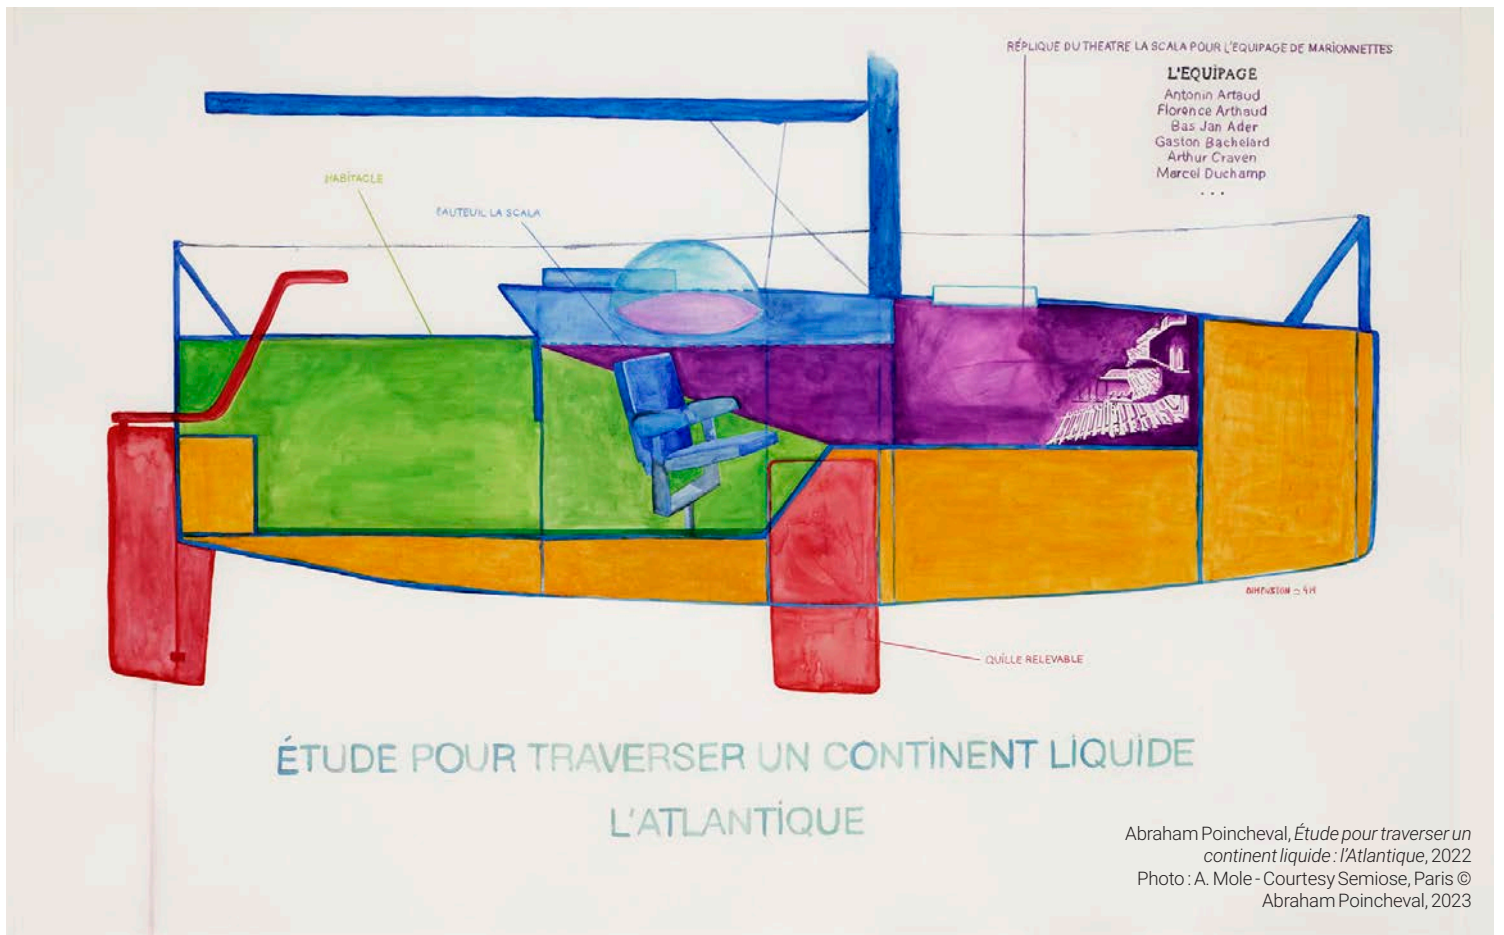 RÉPLIQUE DU THEATRE LA SCALA POUR L'EQUIPAGE DE MARIONNETTES
L'EQUIPAGE
Antonin Artaud
Florence Arthaud
Bas Jan Ader
Gaston Bachelard
Arthur Craven
Marcel Duchamp
...
HABITACLE
FAUTEUIL LA SCALA
DIMENSION
QUILLE RELEVABLE
ÉTUDE POUR TRAVERSER UN CONTINENT LIQUIDE
L'ATLANTIQUE
Abraham Poincheval, Étude pour traverser un
continent liquide : l'Atlantique, 2022
Photo : A. Mole - Courtesy Semiose, Paris ©
Abraham Poincheval, 2023